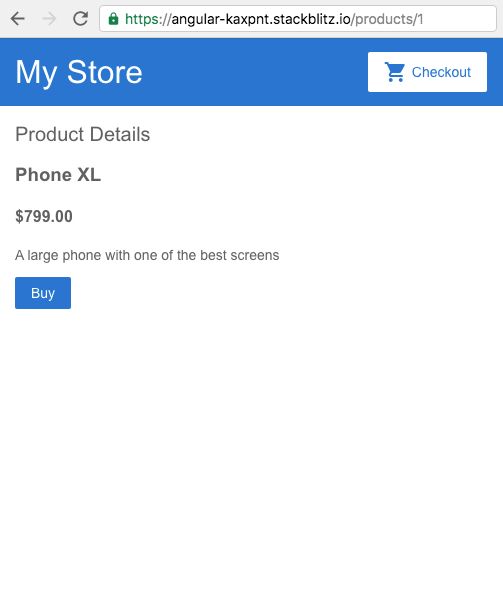 https://angular-kaxpnt.stackblitz.io/products/1
My Store
Checkout
Product Details
Phone XL
$799.00
A large phone with one of the best screens
Buy